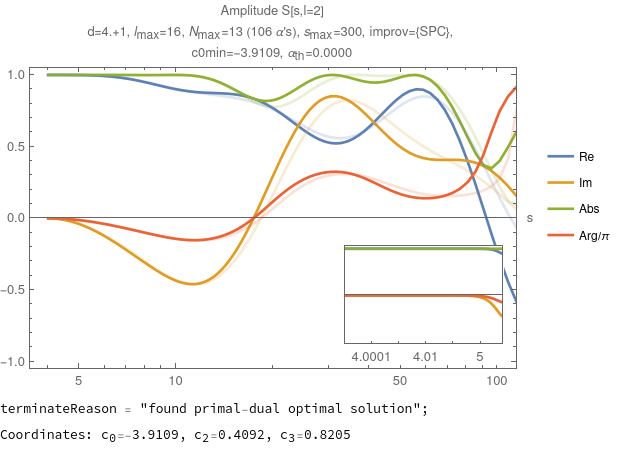 Amplitude S[s,l=2]
d=4.+1, lmax=16, Nmax=13 (106 α's), smax=300, improv={SPC},
c0min=−3.9109, αth=0.0000
1.0
0.5
0.0
−0.5
−1.0
5
10
50
100
s
4.0001
4.01
5
Re
Im
Abs
Arg/π
terminateReason = "found primal-dual optimal solution";
Coordinates: c0=-3.9109, c2=0.4092, c3=0.8205